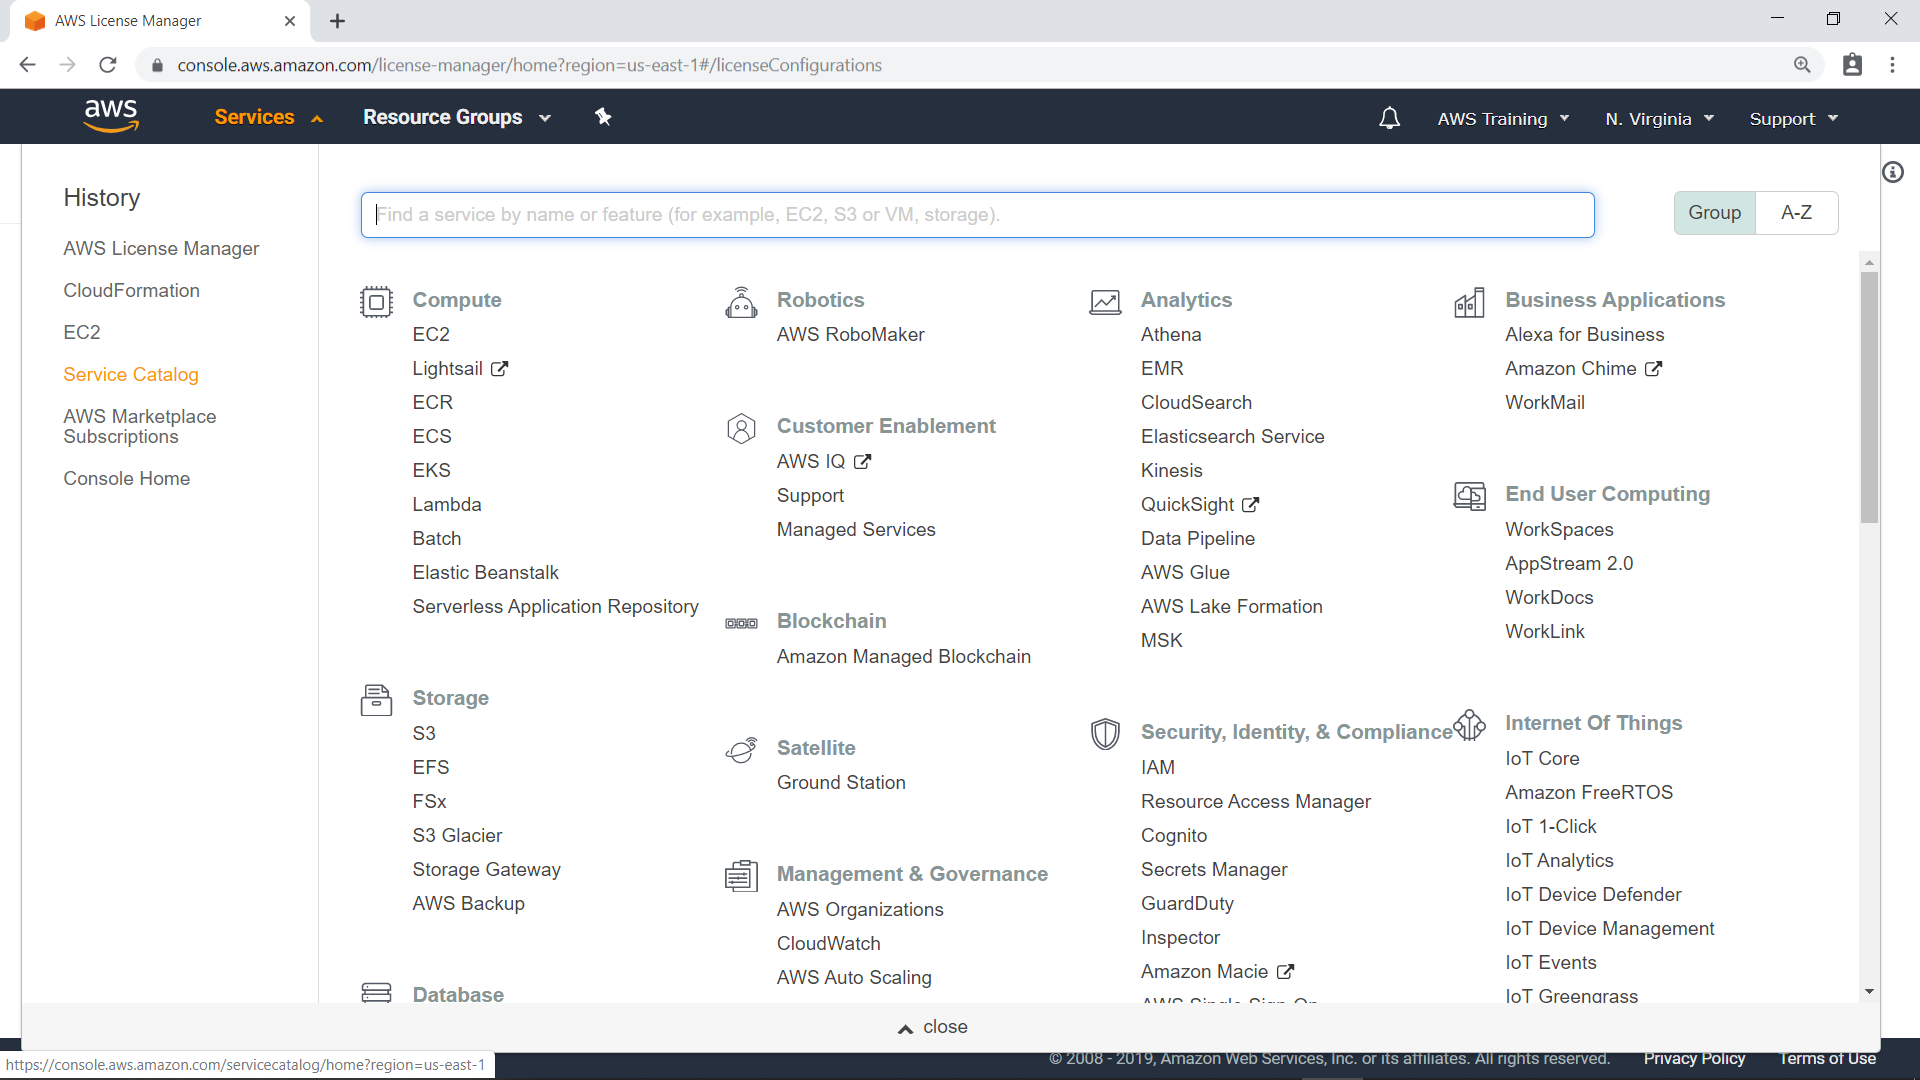 AWS License Manager
console.aws.amazon.com/license-manager/home?region=us-east-1#/licenseConfigurations
aws
Services
Resource Groups
AWS Training
N. Virginia
Support
History
AWS License Manager
CloudFormation
EC2
Service Catalog
AWS Marketplace
Subscriptions
Console Home
Find a service by name or feature (for example, EC2, S3 or VM, storage).
Group
A-Z
Compute
EC2
Lightsail
ECR
ECS
EKS
Lambda
Batch
Elastic Beanstalk
Serverless Application Repository
Storage
S3
EFS
FSx
S3 Glacier
Storage Gateway
AWS Backup
Database
Robotics
AWS RoboMaker
Customer Enablement
AWS IQ
Support
Managed Services
Blockchain
Amazon Managed Blockchain
Satellite
Ground Station
Management & Governance
AWS Organizations
CloudWatch
AWS Auto Scaling
Analytics
Athena
EMR
CloudSearch
Elasticsearch Service
Kinesis
QuickSight
Data Pipeline
AWS Glue
AWS Lake Formation
MSK
Security, Identity, & Compliance
IAM
Resource Access Manager
Cognito
Secrets Manager
GuardDuty
Inspector
Amazon Macie
AWS Single Sign-On
Business Applications
Alexa for Business
Amazon Chime
WorkMail
End User Computing
WorkSpaces
AppStream 2.0
WorkDocs
WorkLink
Internet Of Things
IoT Core
Amazon FreeRTOS
IoT 1-Click
IoT Analytics
IoT Device Defender
IoT Device Management
IoT Events
IoT Greengrass
close
https://console.aws.amazon.com/servicecatalog/home?region=us-east-1
© 2008 - 2019, Amazon Web Services, Inc. or its affiliates. All rights reserved.
Privacy Policy
Terms of Use